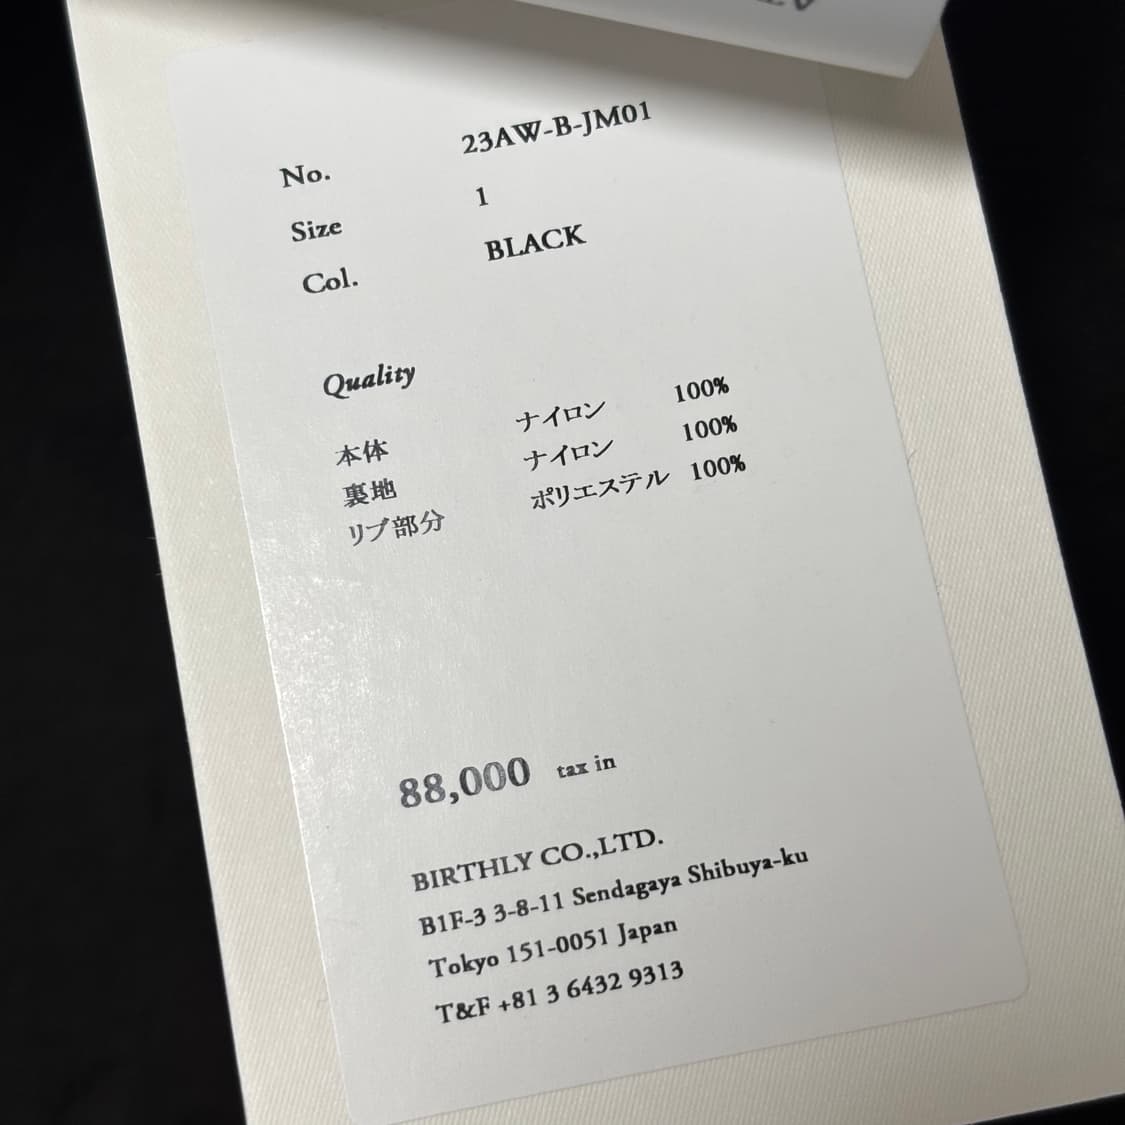 No. 23AW-B-JM01
Size 1
Col. BLACK
Quality
本体 ナイロン 100%
裏地 ナイロン 100%
リブ部分 ポリエステル 100%
88,000 tax in
BIRTHLY CO.,LTD.
B1F-3 3-8-11 Sendagaya Shibuya-ku
Tokyo 151-0051 Japan
T&F +81 3 6432 9313